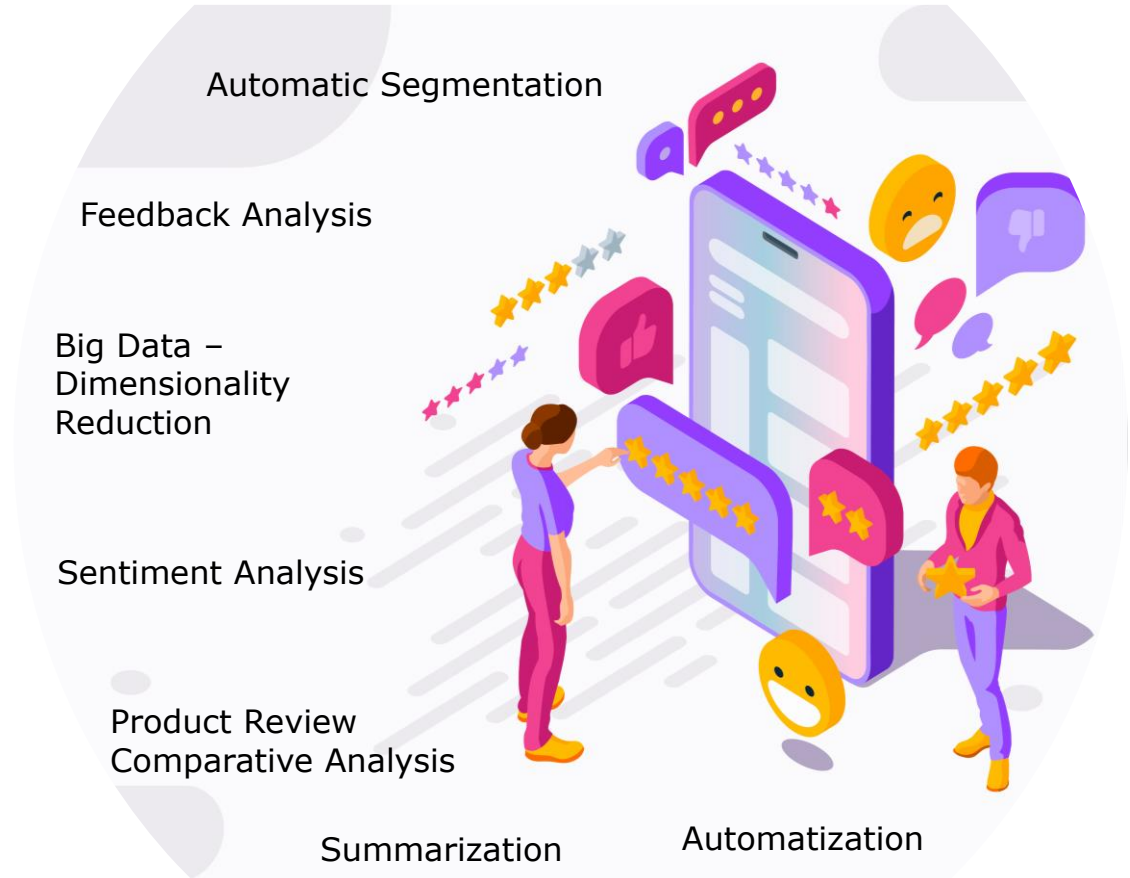 Automatic Segmentation
Feedback Analysis
Big Data –
Dimensionality
Reduction
Sentiment Analysis
Product Review
Comparative Analysis
Summarization
Automatization